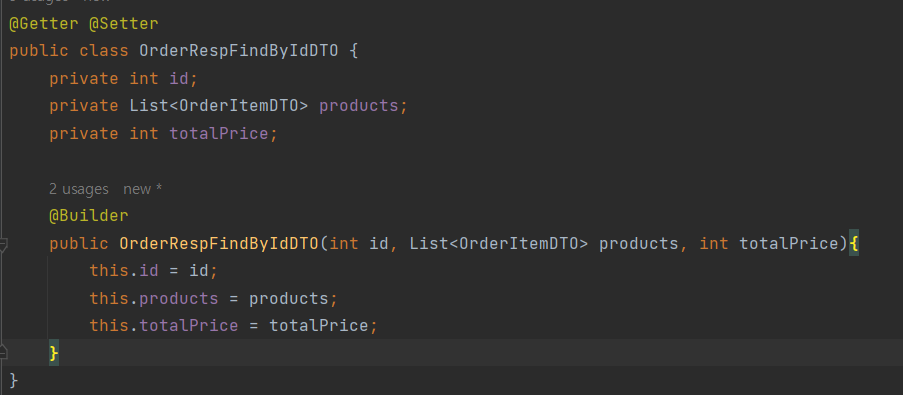 @Getter @Setter
public class OrderRespFindByIdDTO {
    private int id;
    private List<OrderItemDTO> products;
    private int totalPrice;

    2 usages   new *
    @Builder
    public OrderRespFindByIdDTO(int id, List<OrderItemDTO> products, int totalPrice){
        this.id = id;
        this.products = products;
        this.totalPrice = totalPrice;
    }
}